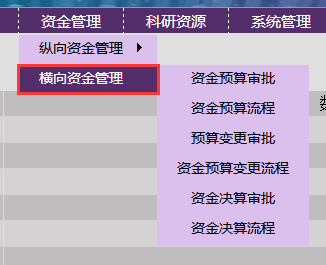 资金管理 科研资源 系统管理
纵向资金管理
横向资金管理
资金预算审批
资金预算流程
预算变更审批
资金预算变更流程
资金决算审批
资金决算流程